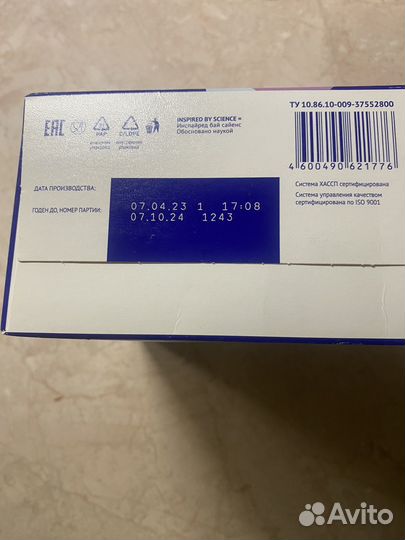 ТУ 10.86.10-009-37552800
EAC
PAP
C/LDPE
INSPIRED BY SCIENCE =
Инспайред бай сайенс
Обосновано наукой
4 600490 621776
Система ХАССП сертифицирована
Система управления качеством
сертифицирована по ISO 9001
ДАТА ПРОИЗВОДСТВА:
07.04.23 1 17:08
ГОДЕН ДО, НОМЕР ПАРТИИ:
07.10.24 1243
Avito